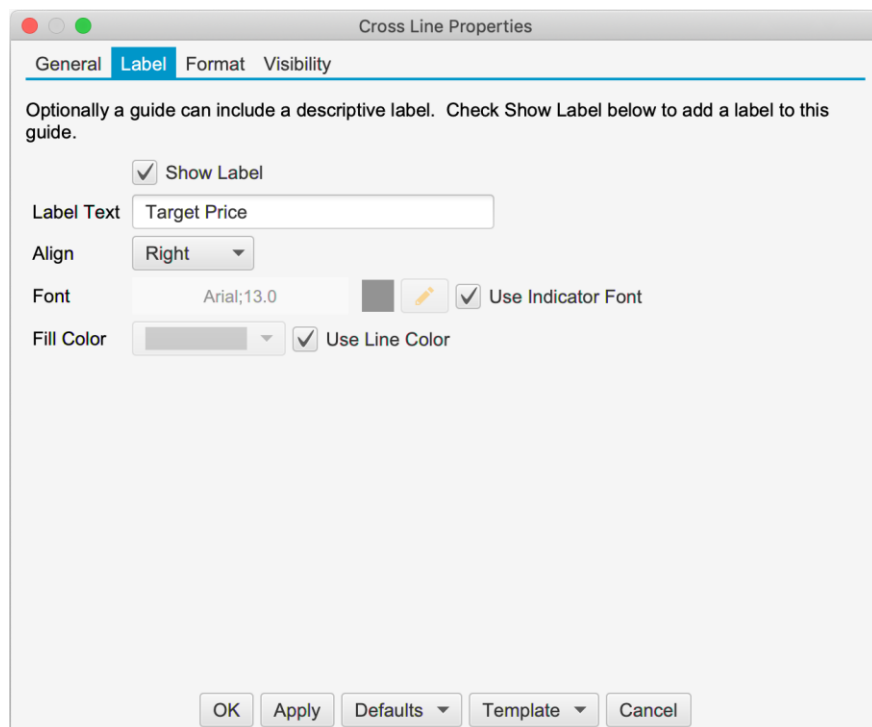 Cross Line Properties
General Label Format Visibility
Optionally a guide can include a descriptive label.  Check Show Label below to add a label to this
guide.
Show Label
Label Text Target Price
Align Right
Font Arial;13.0 Use Indicator Font
Fill Color Use Line Color
OK Apply Defaults Template Cancel